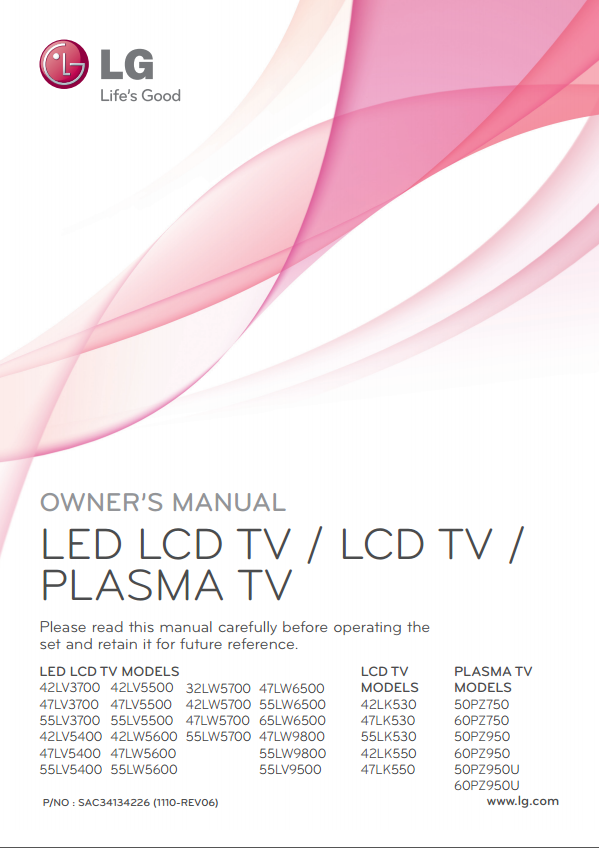 LG
Life's Good
OWNER'S MANUAL
LED LCD TV / LCD TV /
PLASMA TV
Please read this manual carefully before operating the
set and retain it for future reference.
LED LCD TV MODELS
42LV3700 42LV5500 32LW5700 47LW6500
47LV3700 47LV5500 42LW5700 55LW6500
55LV3700 55LV5500 47LW5700 65LW6500
42LV5400 42LW5600 55LW5700 47LW9800
47LV5400 47LW5600 55LW9800
55LV5400 55LW5600 55LV9500
LCD TV
MODELS
42LK530
47LK530
55LK530
42LK550
47LK550
PLASMA TV
MODELS
50PZ750
60PZ750
50PZ950
60PZ950
50PZ950U
60PZ950U
P/NO : SAC34134226 (1110-REV06)
www.lg.com